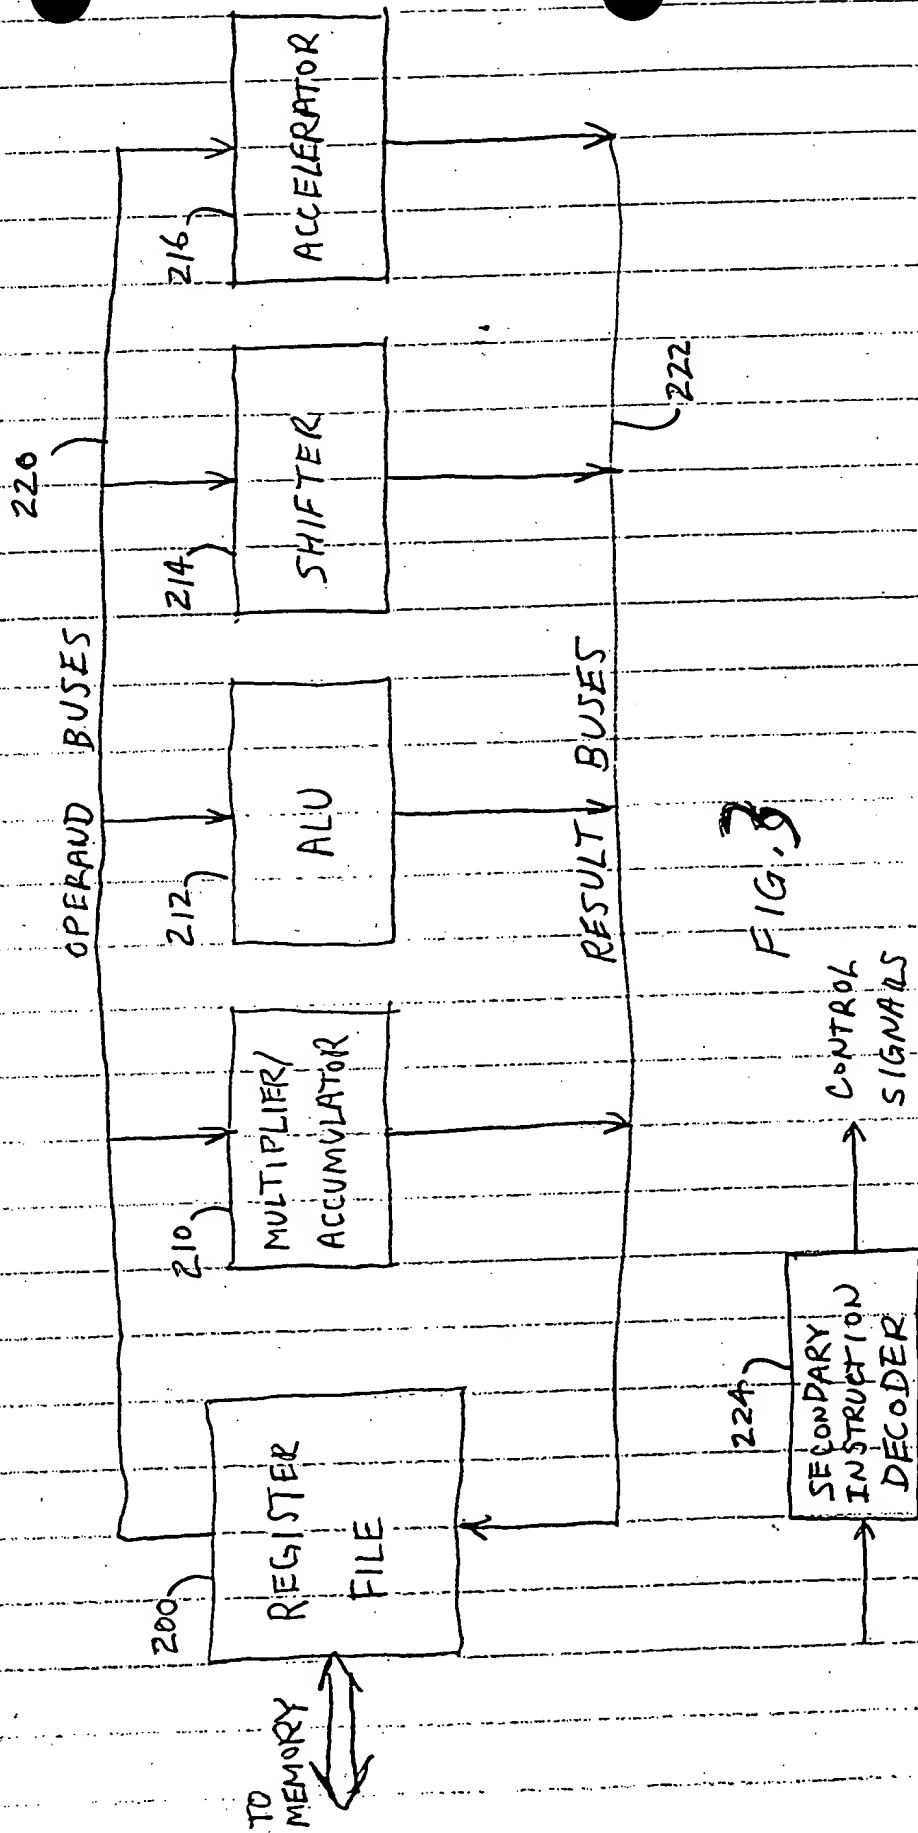 220
OPERAND BUSES
200
210
212
214
216
TO
MEMORY
REGISTER
FILE
MULTIPLIER/
ACCUMULATOR
ALU
SHIFTER
ACCELERATOR
RESULT BUSES
222
224
SECONDARY
INSTRUCTION
DECODER
CONTROL
SIGNALS
FIG. 3